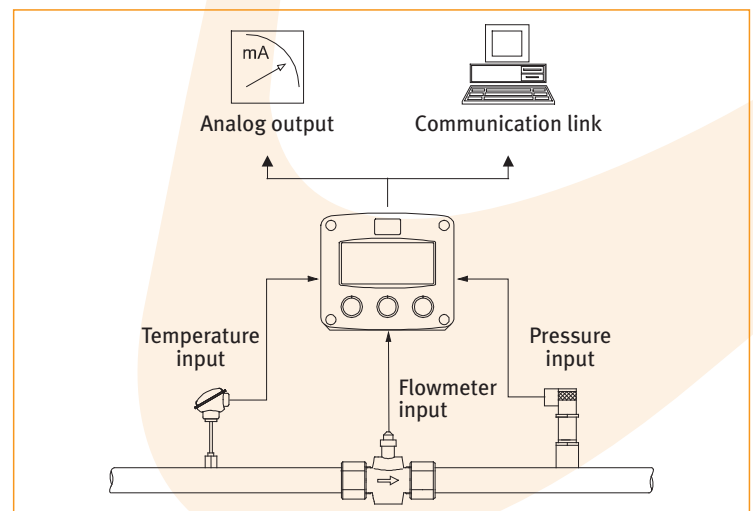 mA
Analog output
Communication link
Temperature
input
Pressure
input
Flowmeter
input